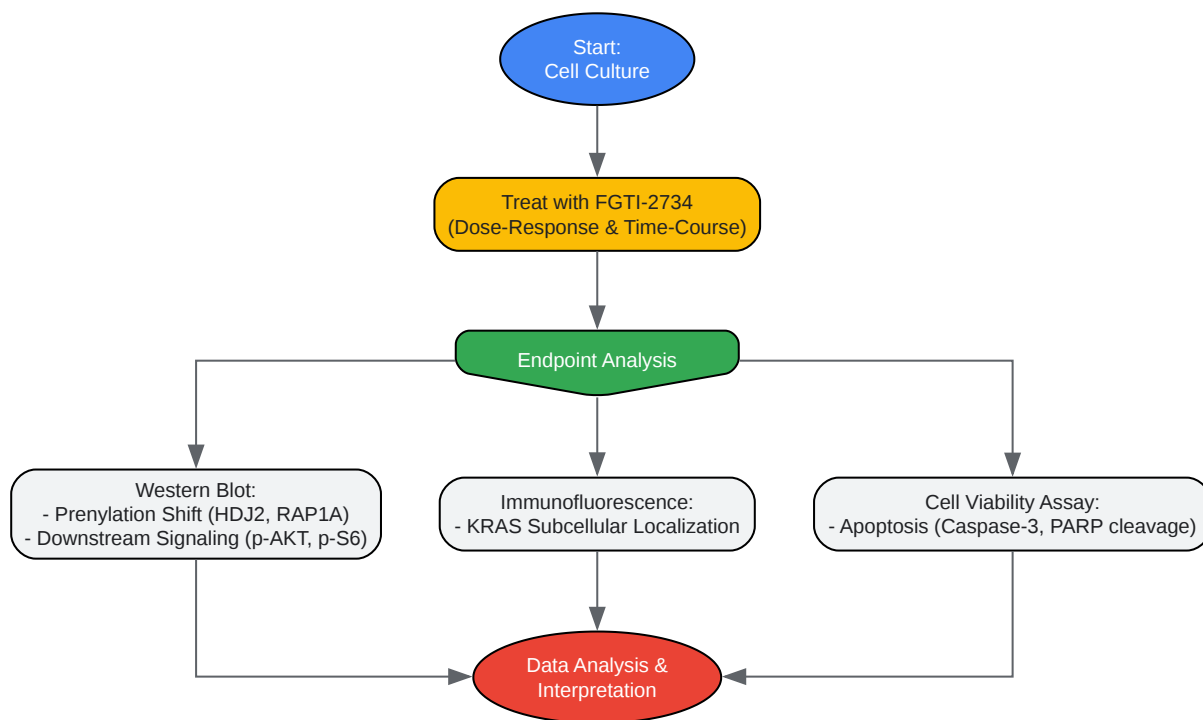 Start:
Cell Culture
Treat with FGTI-2734
(Dose-Response & Time-Course)
Endpoint Analysis
Western Blot:
- Prenylation Shift (HDJ2, RAP1A)
- Downstream Signaling (p-AKT, p-S6)
Immunofluorescence:
- KRAS Subcellular Localization
Cell Viability Assay:
- Apoptosis (Caspase-3, PARP cleavage)
Data Analysis &
Interpretation